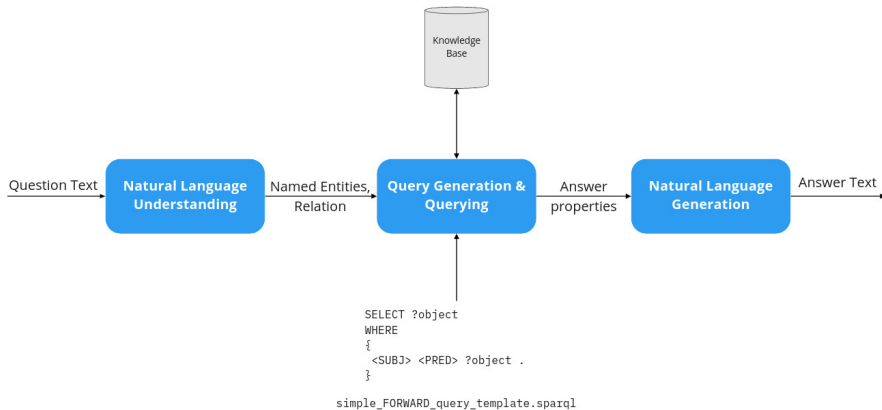 Knowledge
Base
Question Text
Natural Language
Understanding
Named Entities,
Relation
Query Generation &
Querying
Answer
properties
Natural Language
Generation
Answer Text
SELECT ?object
WHERE
{
<SUBJ> <PRED> ?object .
}
simple_FORWARD_query_template.sparql